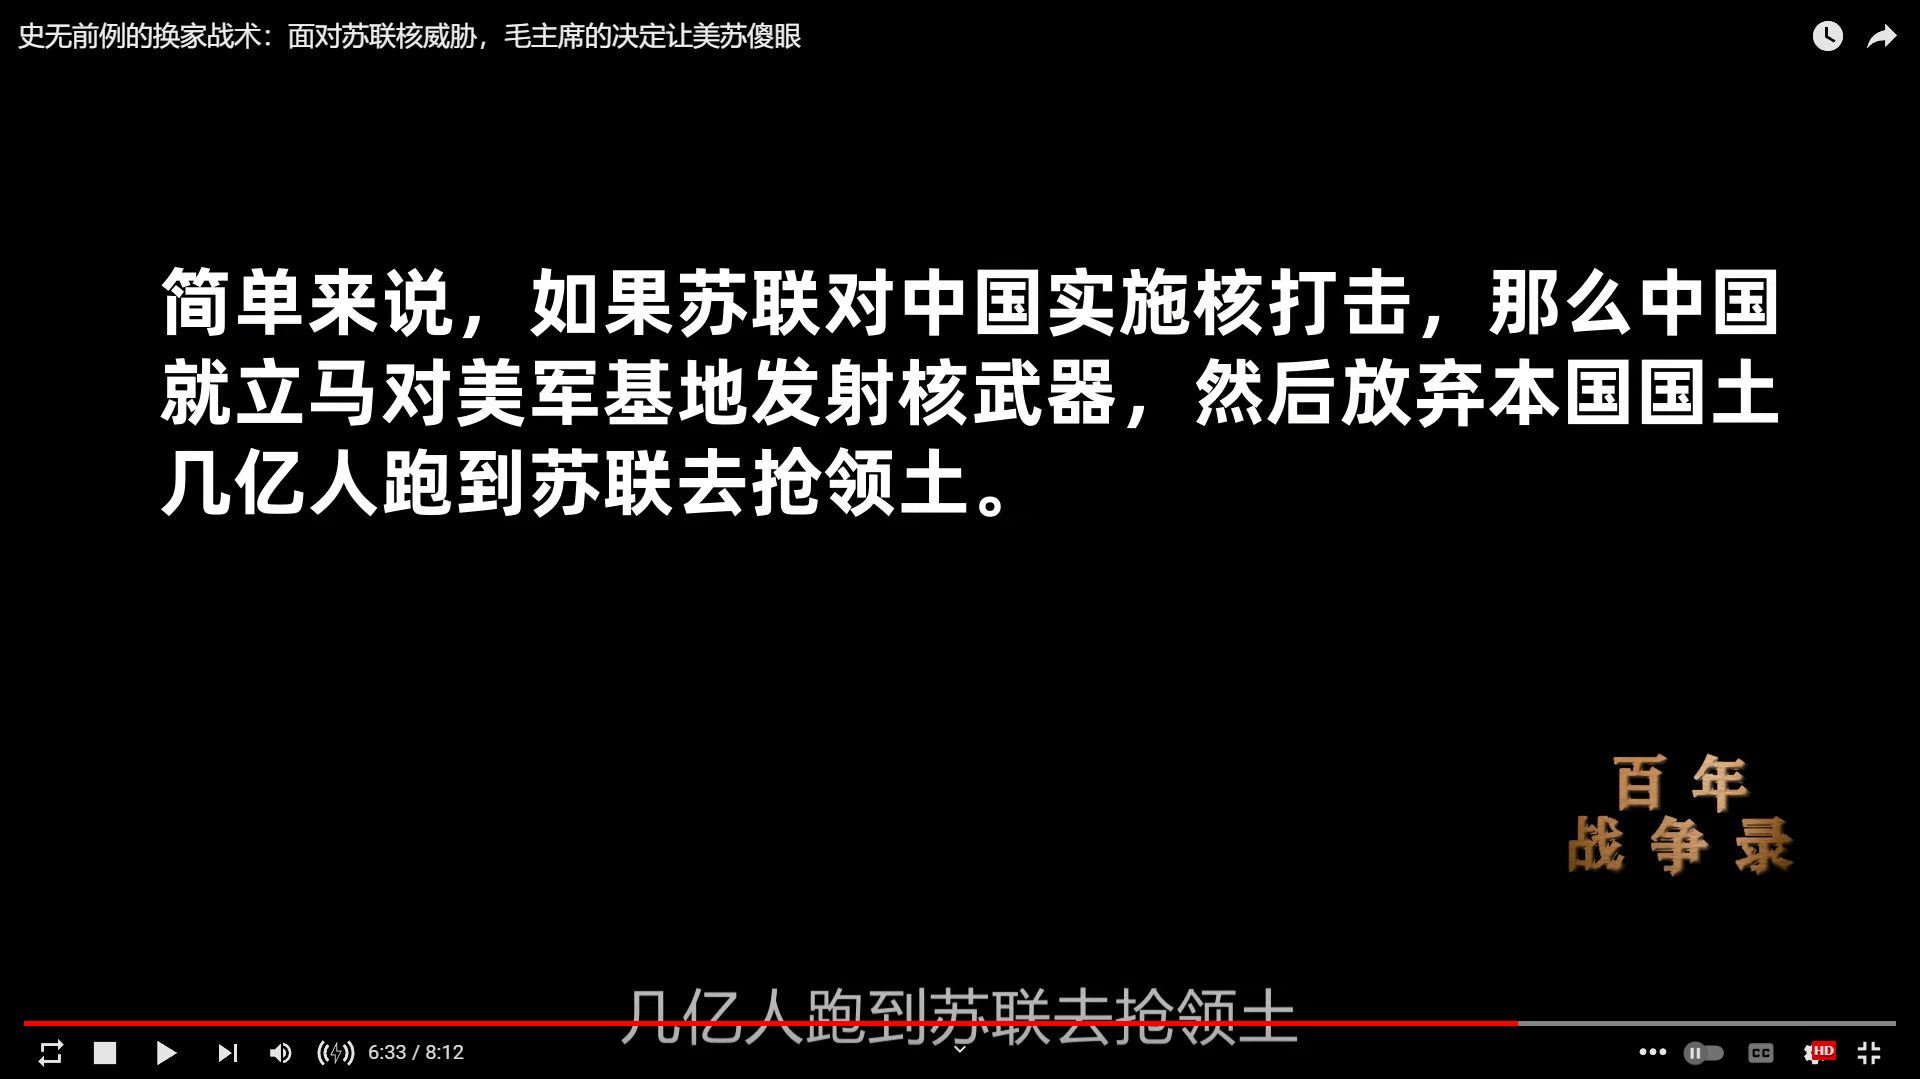 史无前例的换家战术：面对苏联核威胁，毛主席的决定让美苏傻眼
简单来说，如果苏联对中国实施核打击，那么中国
就立马对美军基地发射核武器，然后放弃本国国土
几亿人跑到苏联去抢领土。
百年
战争录
几亿人跑到苏联去抢领土
6:33 / 8:12
CC
HD